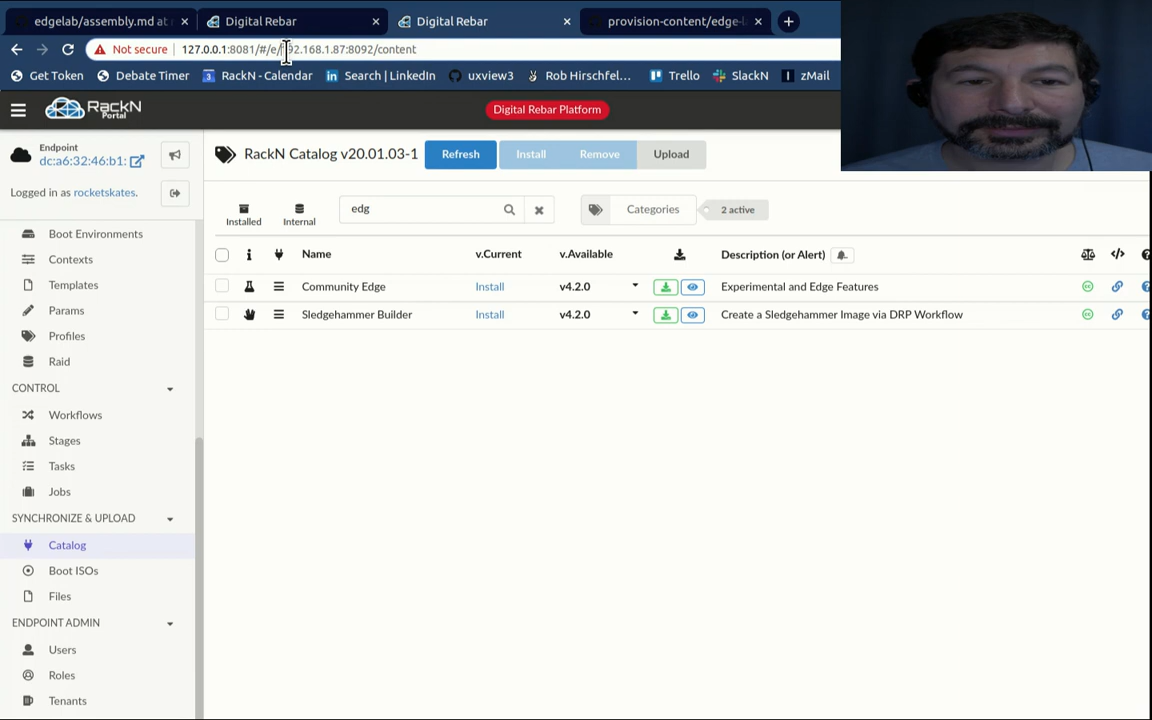 edgelab/assembly.md at
Digital Rebar
Digital Rebar
provision-content/edge-l
Not secure
127.0.0.1:8081/#/e/192.168.1.87:8092/content
Get Token
Debate Timer
RackN - Calendar
Search | LinkedIn
uxview3
Rob Hirschfel...
Trello
SlackN
zMail
RackN
Portal
Digital Rebar Platform
Endpoint
dc:a6:32:46:b1:
Logged in as rocketskates.
RackN Catalog v20.01.03-1
Refresh
Install
Remove
Upload
Installed
Internal
edg
Categories
2 active
Name
v.Current
v.Available
Description (or Alert)
Community Edge
Install
v4.2.0
Experimental and Edge Features
Sledgehammer Builder
Install
v4.2.0
Create a Sledgehammer Image via DRP Workflow
Boot Environments
Contexts
Templates
Params
Profiles
Raid
CONTROL
Workflows
Stages
Tasks
Jobs
SYNCHRONIZE & UPLOAD
Catalog
Boot ISOs
Files
ENDPOINT ADMIN
Users
Roles
Tenants